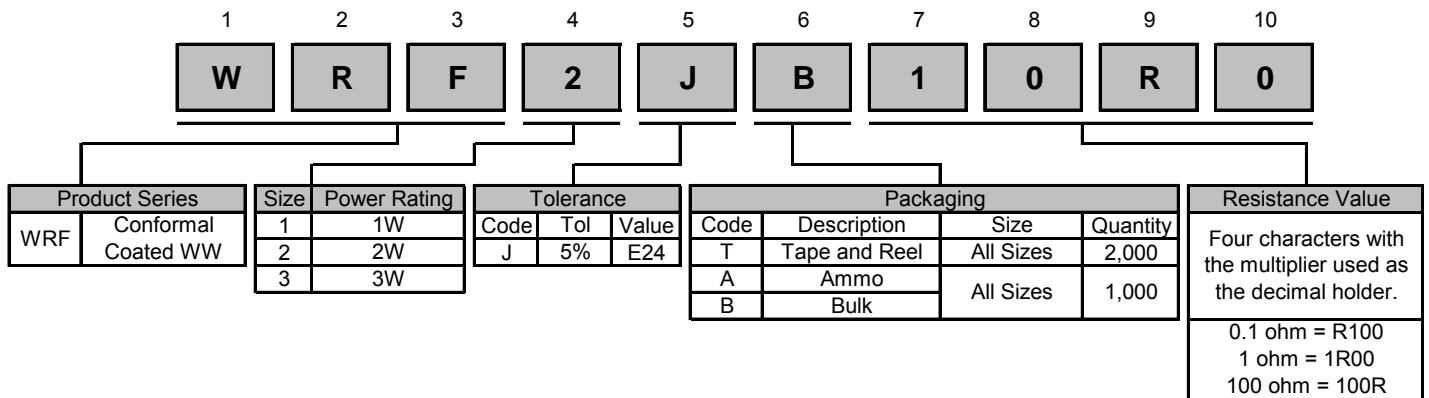 1 2 3 4 5 6 7 8 9 10
W R F 2 J B 1 0 R 0
Product Series
WRF Conformal
Coated WW
Size Power Rating
1 1W
2 2W
3 3W
Tolerance
Code Tol Value
J 5% E24
Packaging
Code Description Size Quantity
T Tape and Reel All Sizes 2,000
A Ammo All Sizes 1,000
B Bulk
Resistance Value
Four characters with
the multiplier used as
the decimal holder.
0.1 ohm = R100
1 ohm = 1R00
100 ohm = 100R